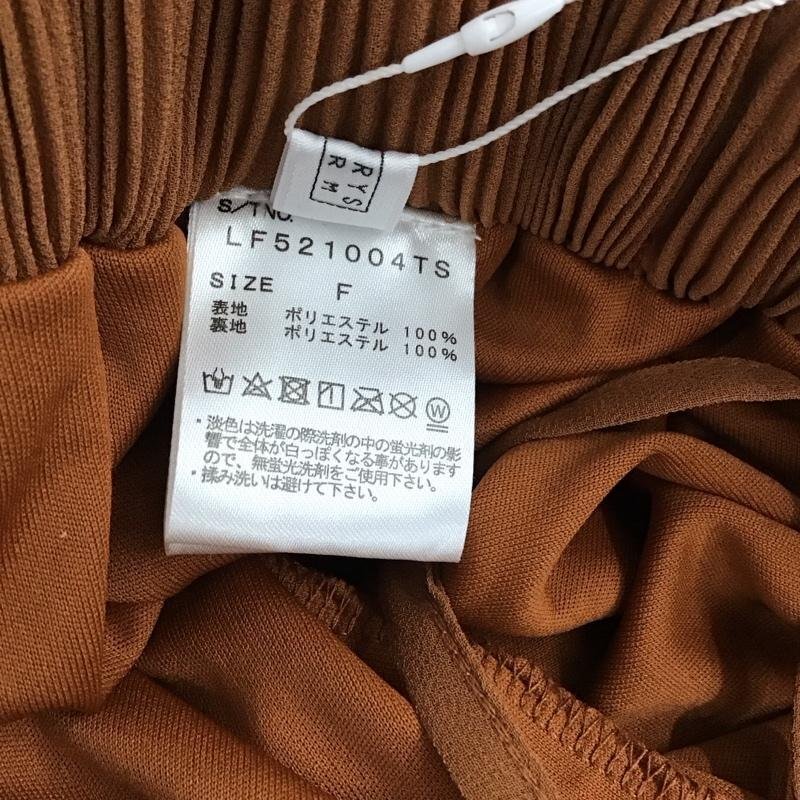 RYS
RM
S/TNO.
LF521004TS
SIZE F
表地 ポリエステル 100%
裏地 ポリエステル 100%
W
・淡色は洗濯の際洗剤の中の蛍光剤の影
響で全体が白っぽくなる事があります
ので、無蛍光洗剤をご使用下さい。
・揉み洗いは避けて下さい。